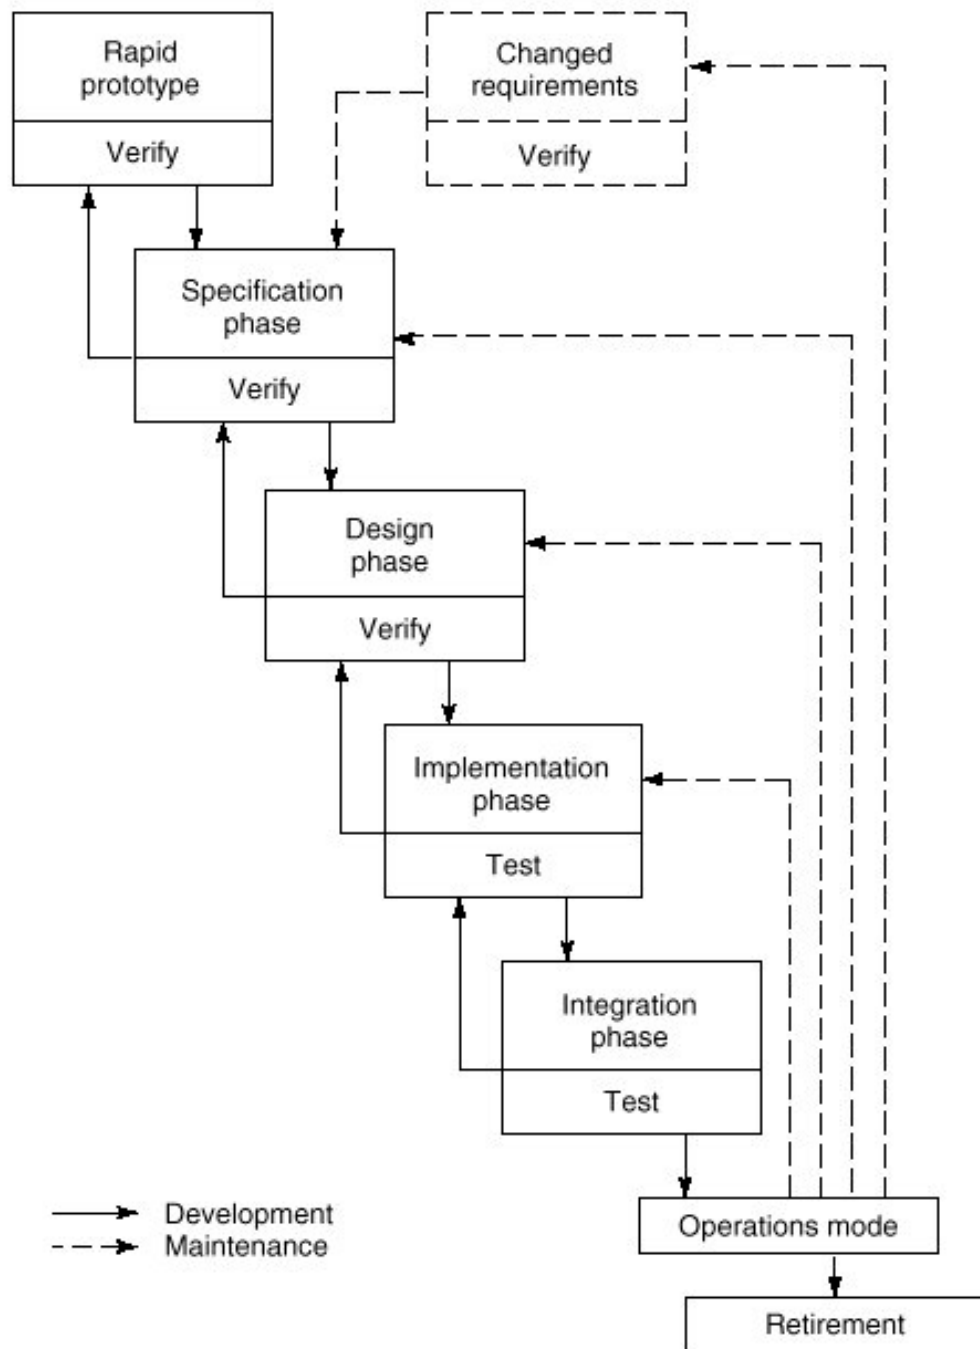 Rapid
prototype
Verify
Changed
requirements
Verify
Specification
phase
Verify
Design
phase
Verify
Implementation
phase
Test
Integration
phase
Test
Development
Maintenance
Operations mode
Retirement